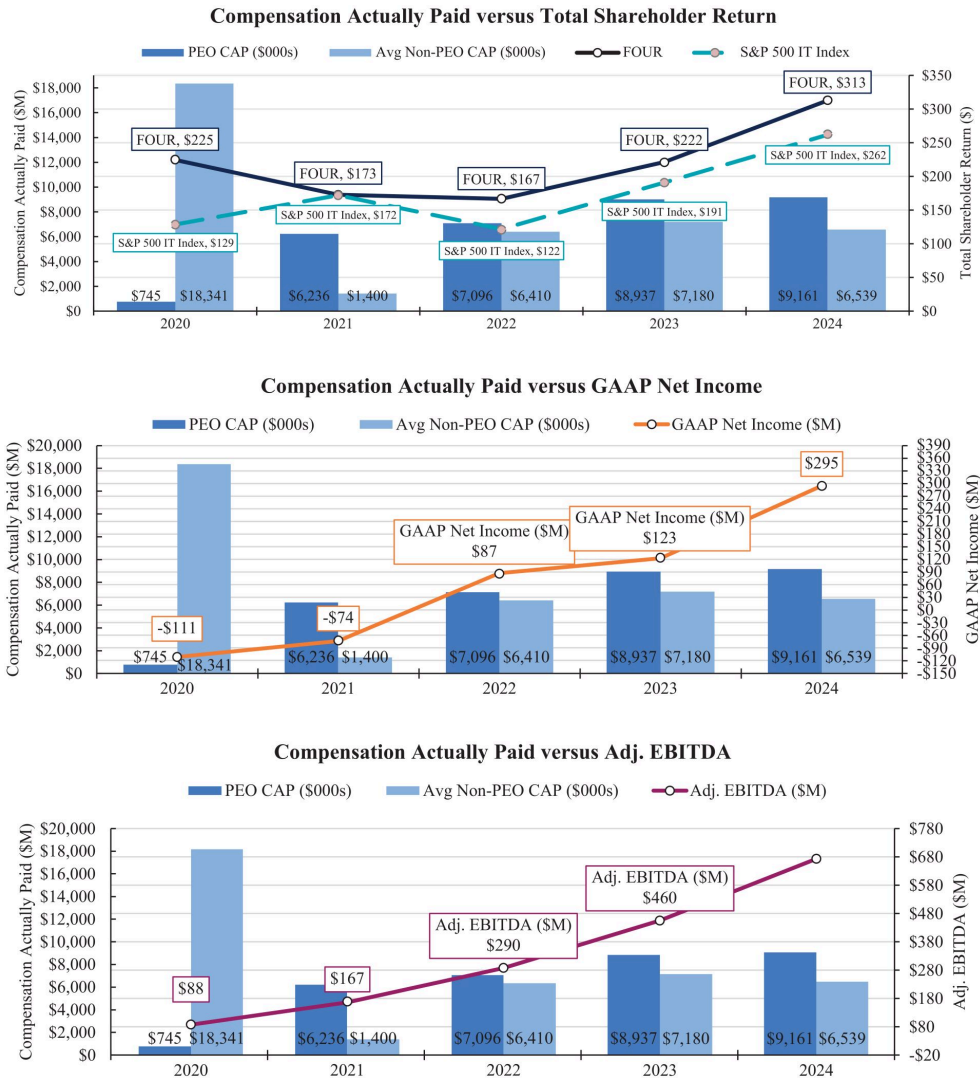 Compensation Actually Paid versus Total Shareholder Return
PEO CAP ($000s) Avg Non-PEO CAP ($000s) FOUR S&P 500 IT Index
Compensation Actually Paid ($M)
$18,000
$16,000
$14,000
$12,000
$10,000
$8,000
$6,000
$4,000
$2,000
$0
FOUR, $225
FOUR, $173
FOUR, $167
FOUR, $222
FOUR, $313
S&P 500 IT Index, $129
S&P 500 IT Index, $172
S&P 500 IT Index, $122
S&P 500 IT Index, $191
S&P 500 IT Index, $262
$745 $18,341 $6,236 $1,400 $7,096 $6,410 $8,937 $7,180 $9,161 $6,539
2020 2021 2022 2023 2024
$350
$300
$250
$200
$150
$100
$50
$0
Total Shareholder Return ($)
Compensation Actually Paid versus GAAP Net Income
PEO CAP ($000s) Avg Non-PEO CAP ($000s) GAAP Net Income ($M)
Compensation Actually Paid ($M)
$20,000
$18,000
$16,000
$14,000
$12,000
$10,000
$8,000
$6,000
$4,000
$2,000
$0
-$111
-$74
GAAP Net Income ($M)
$87
GAAP Net Income ($M)
$123
$295
$745 $18,341 $6,236 $1,400 $7,096 $6,410 $8,937 $7,180 $9,161 $6,539
2020 2021 2022 2023 2024
$390
$360
$330
$300
$270
$240
$210
$180
$150
$120
$90
$60
$30
$0
-$30
-$60
-$90
-$120
-$150
GAAP Net Income ($M)
Compensation Actually Paid versus Adj. EBITDA
PEO CAP ($000s) Avg Non-PEO CAP ($000s) Adj. EBITDA ($M)
Compensation Actually Paid ($M)
$20,000
$18,000
$16,000
$14,000
$12,000
$10,000
$8,000
$6,000
$4,000
$2,000
$0
$88
$167
Adj. EBITDA ($M)
$290
Adj. EBITDA ($M)
$460
$745 $18,341 $6,236 $1,400 $7,096 $6,410 $8,937 $7,180 $9,161 $6,539
2020 2021 2022 2023 2024
$780
$680
$580
$480
$380
$280
$180
$80
-$20
Adj. EBITDA ($M)